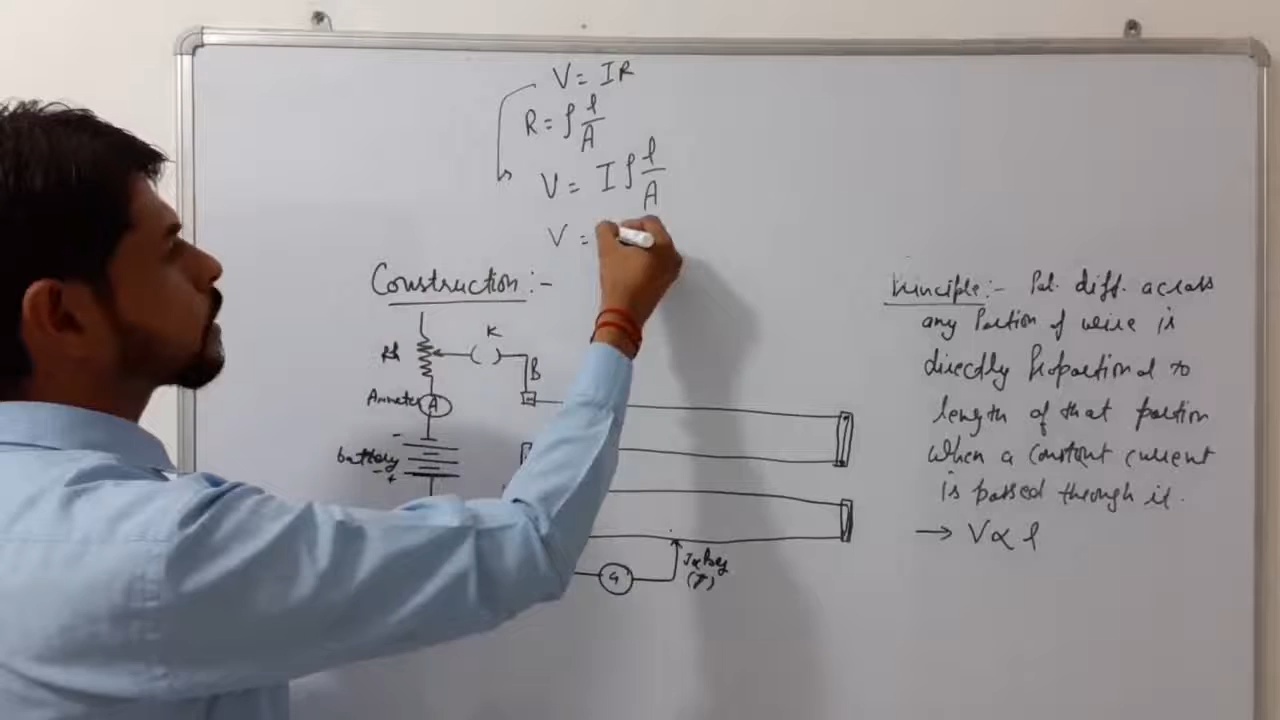 V = IR
R = ρ l/A
V = I ρ l/A
V =
Construction :-
K
Rh
B
Ammeter A
-
battery
- +
G
Jockey
(J)
Principle :- Pot. diff. across
any Portion of wire is
directly Proportional to
length of that portion
when a constant current
is passed through it.
→ V ∝ l